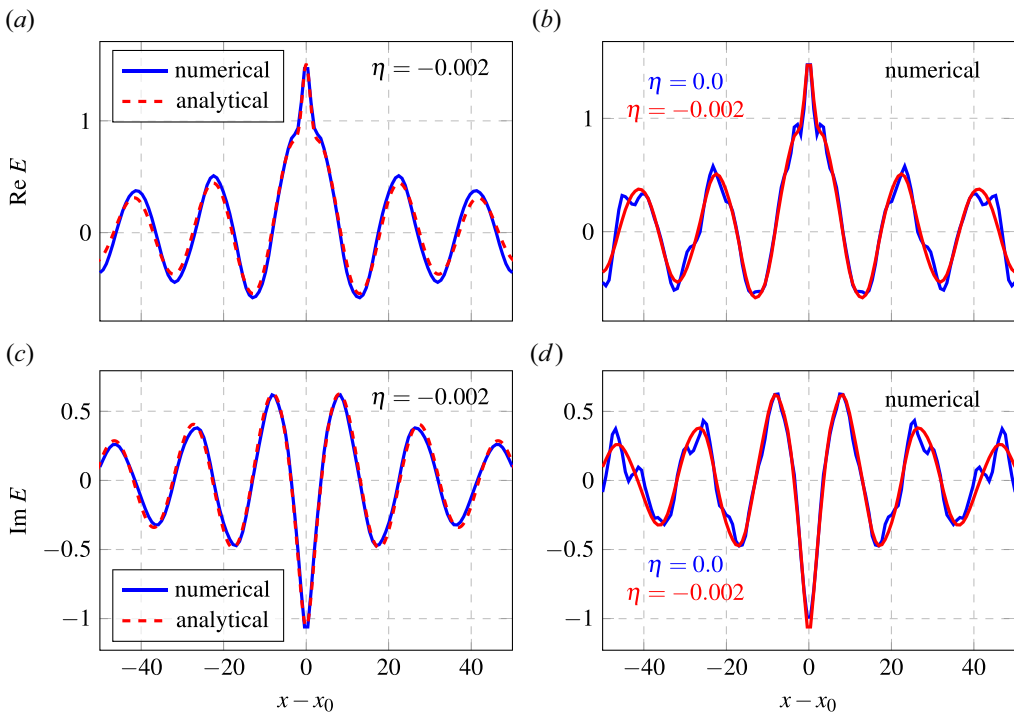 (a)
(b)
numerical
analytical
η = −0.002
numerical
η = 0.0
η = −0.002
1
0
Re E
1
0
(c)
(d)
η = −0.002
numerical
0.5
0
−0.5
−1
Im E
0.5
0
−0.5
−1
numerical
analytical
η = 0.0
η = −0.002
−40 −20 0 20 40
−40 −20 0 20 40
x − x0
x − x0